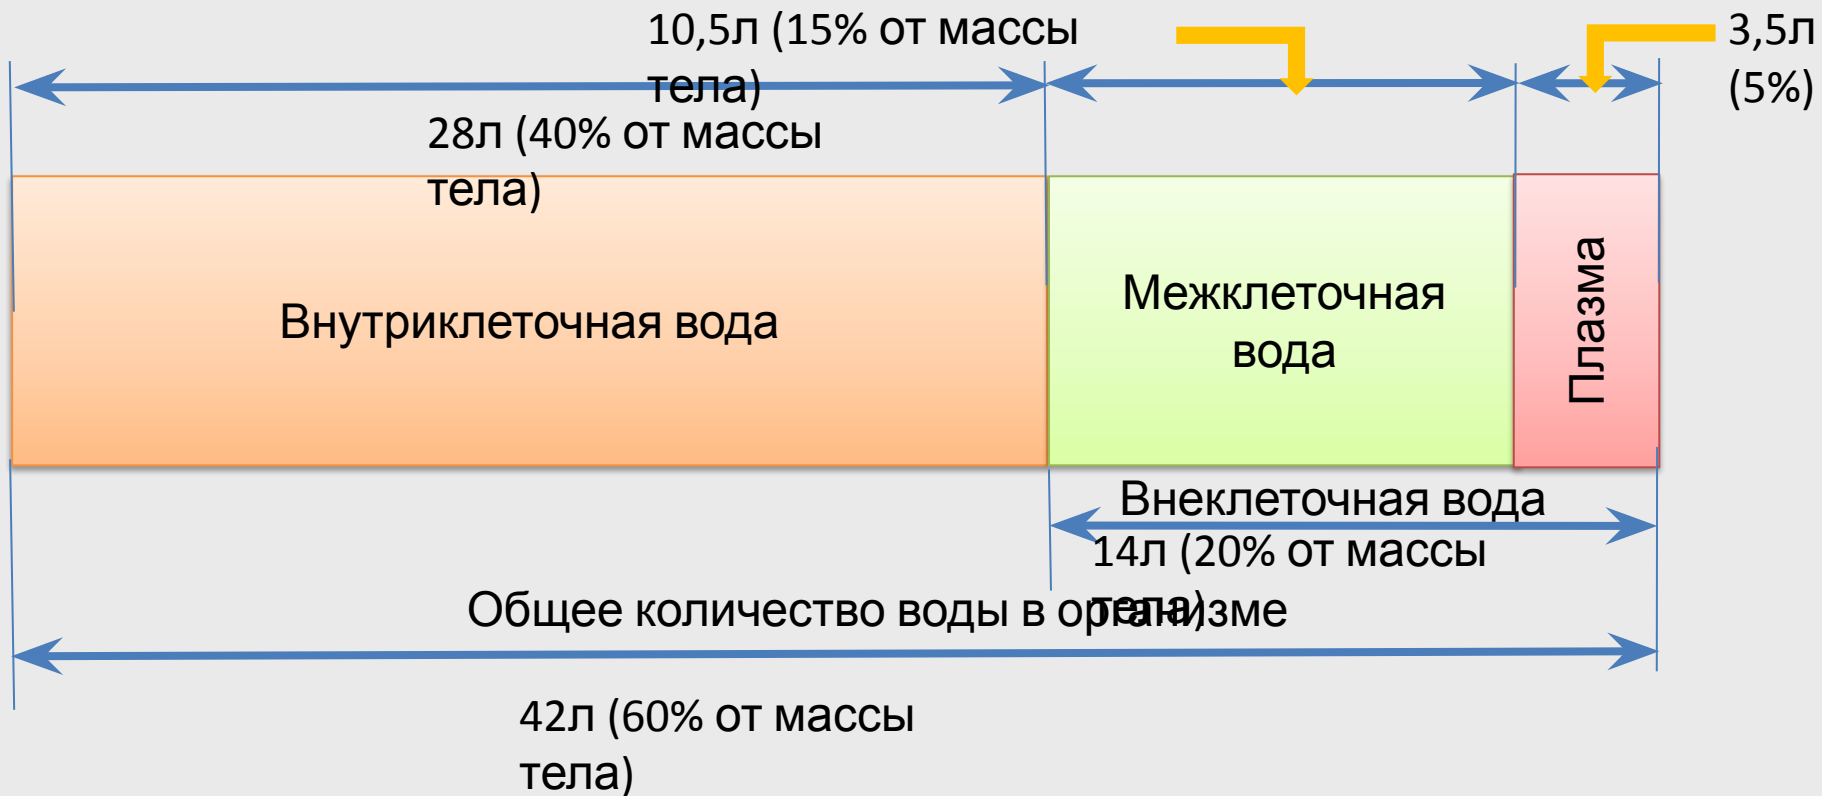 10,5л (15% от массы
тела)
3,5л
(5%)
28л (40% от массы
тела)
Внутриклеточная вода
Межклеточная
вода
Плазма
Внеклеточная вода
14л (20% от массы
тела)
Общее количество воды в организме
42л (60% от массы
тела)